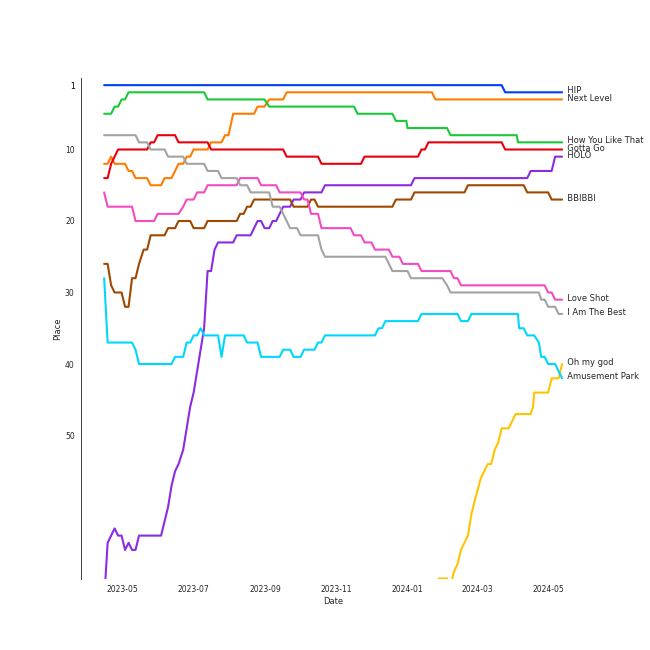 1
10
20
30
40
50
Place
HIP
Next Level
How You Like That
Gotta Go
HOLO
BBIBBI
Love Shot
I Am The Best
Oh my god
Amusement Park
2023-05
2023-07
2023-09
2023-11
2024-01
2024-03
2024-05
Date